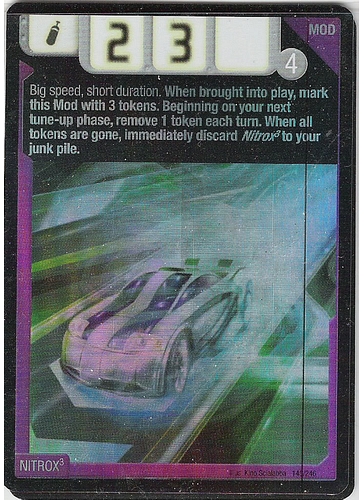 2 3
MOD
4
Big speed, short duration. When brought into play, mark
this Mod with 3 tokens. Beginning on your next
tune-up phase, remove 1 token each turn. When all
tokens are gone, immediately discard Nitrox³ to your
junk pile.
NITROX³